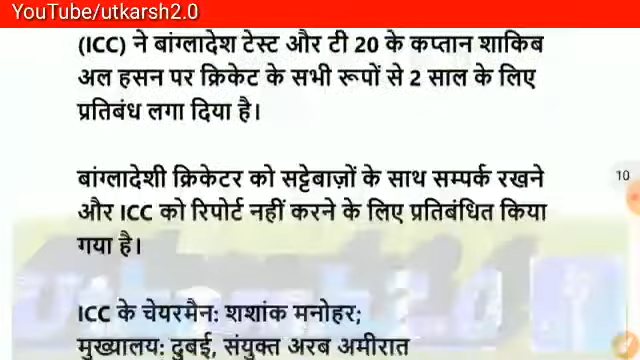 YouTube/utkarsh2.0
(ICC) ने बांग्लादेश टेस्ट और टी 20 के कप्तान शाकिब
अल हसन पर क्रिकेट के सभी रूपों से 2 साल के लिए
प्रतिबंध लगा दिया है।
बांग्लादेशी क्रिकेटर को सट्टेबाज़ों के साथ सम्पर्क रखने
और ICC को रिपोर्ट नहीं करने के लिए प्रतिबंधित किया
गया है।
10
ICC के चेयरमैन: शशांक मनोहर;
मुख्यालय: दुबई, संयुक्त अरब अमीरात